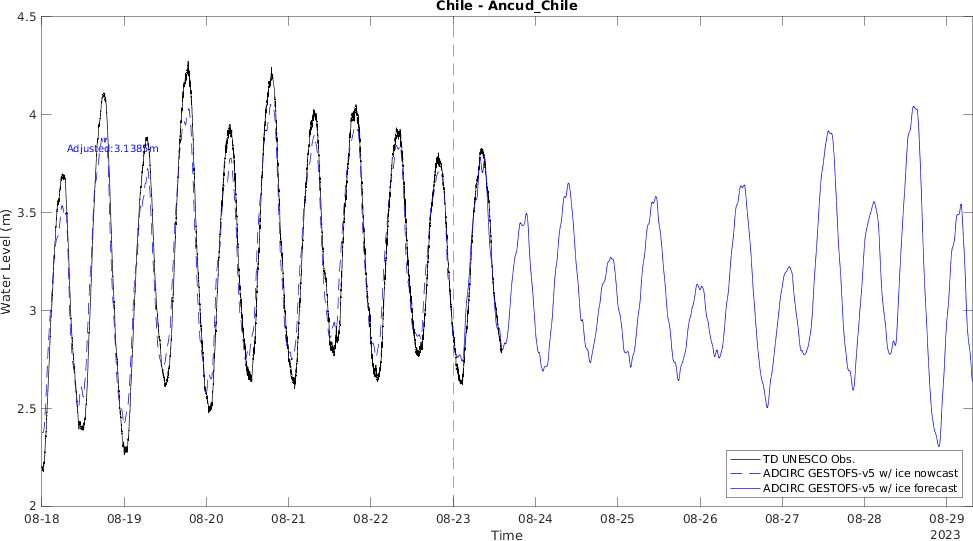 Chile - Ancud_Chile
4.5
4
3.5
3
2.5
2
Water Level (m)
Adjusted:3.1385m
TD UNESCO Obs.
ADCIRC GESTOFS-v5 w/ ice nowcast
ADCIRC GESTOFS-v5 w/ ice forecast
08-18 08-19 08-20 08-21 08-22 08-23 08-24 08-25 08-26 08-27 08-28 08-29
2023
Time